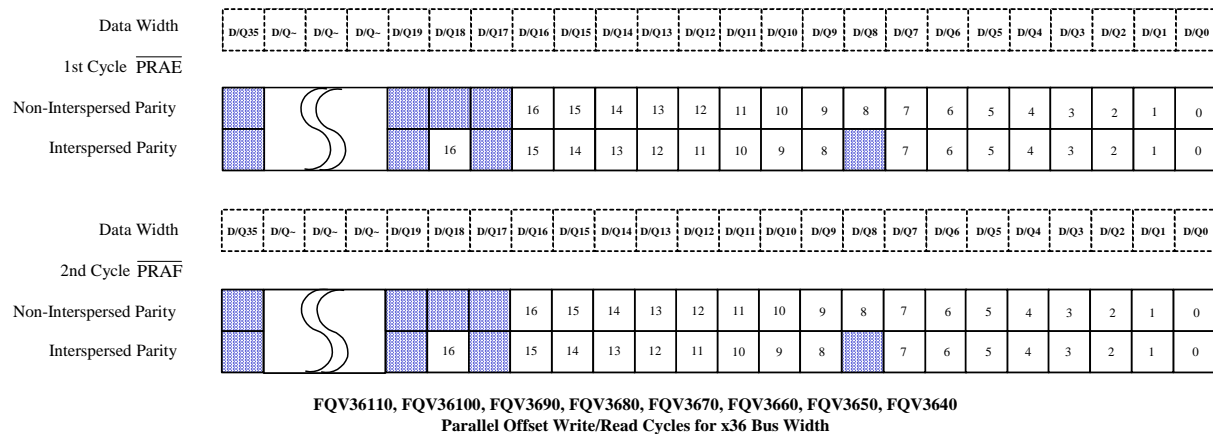 Data Width D/Q35 D/Q~ D/Q~ D/Q~ D/Q19 D/Q18 D/Q17 D/Q16 D/Q15 D/Q14 D/Q13 D/Q12 D/Q11 D/Q10 D/Q9 D/Q8 D/Q7 D/Q6 D/Q5 D/Q4 D/Q3 D/Q2 D/Q1 D/Q0
1st Cycle PRAE
Non-Interspersed Parity 16 15 14 13 12 11 10 9 8 7 6 5 4 3 2 1 0
Interspersed Parity 16 15 14 13 12 11 10 9 8 7 6 5 4 3 2 1 0
Data Width D/Q35 D/Q~ D/Q~ D/Q~ D/Q19 D/Q18 D/Q17 D/Q16 D/Q15 D/Q14 D/Q13 D/Q12 D/Q11 D/Q10 D/Q9 D/Q8 D/Q7 D/Q6 D/Q5 D/Q4 D/Q3 D/Q2 D/Q1 D/Q0
2nd Cycle PRAF
Non-Interspersed Parity 16 15 14 13 12 11 10 9 8 7 6 5 4 3 2 1 0
Interspersed Parity 16 15 14 13 12 11 10 9 8 7 6 5 4 3 2 1 0
FQV36110, FQV36100, FQV3690, FQV3680, FQV3670, FQV3660, FQV3650, FQV3640
Parallel Offset Write/Read Cycles for x36 Bus Width